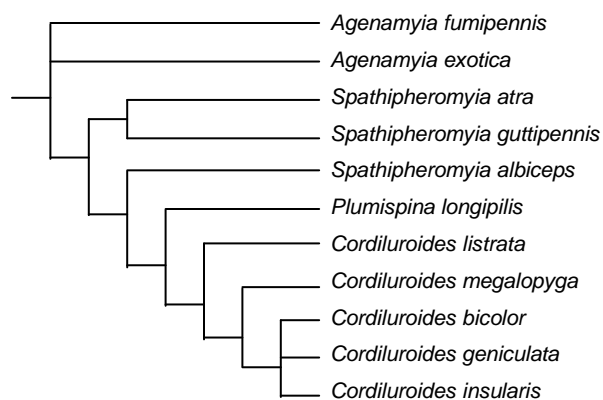 Agenamyia fumipennis
Agenamyia exotica
Spathipheromyia atra
Spathipheromyia guttipennis
Spathipheromyia albiceps
Plumispina longipilis
Cordiluroides listrata
Cordiluroides megalopyga
Cordiluroides bicolor
Cordiluroides geniculata
Cordiluroides insularis